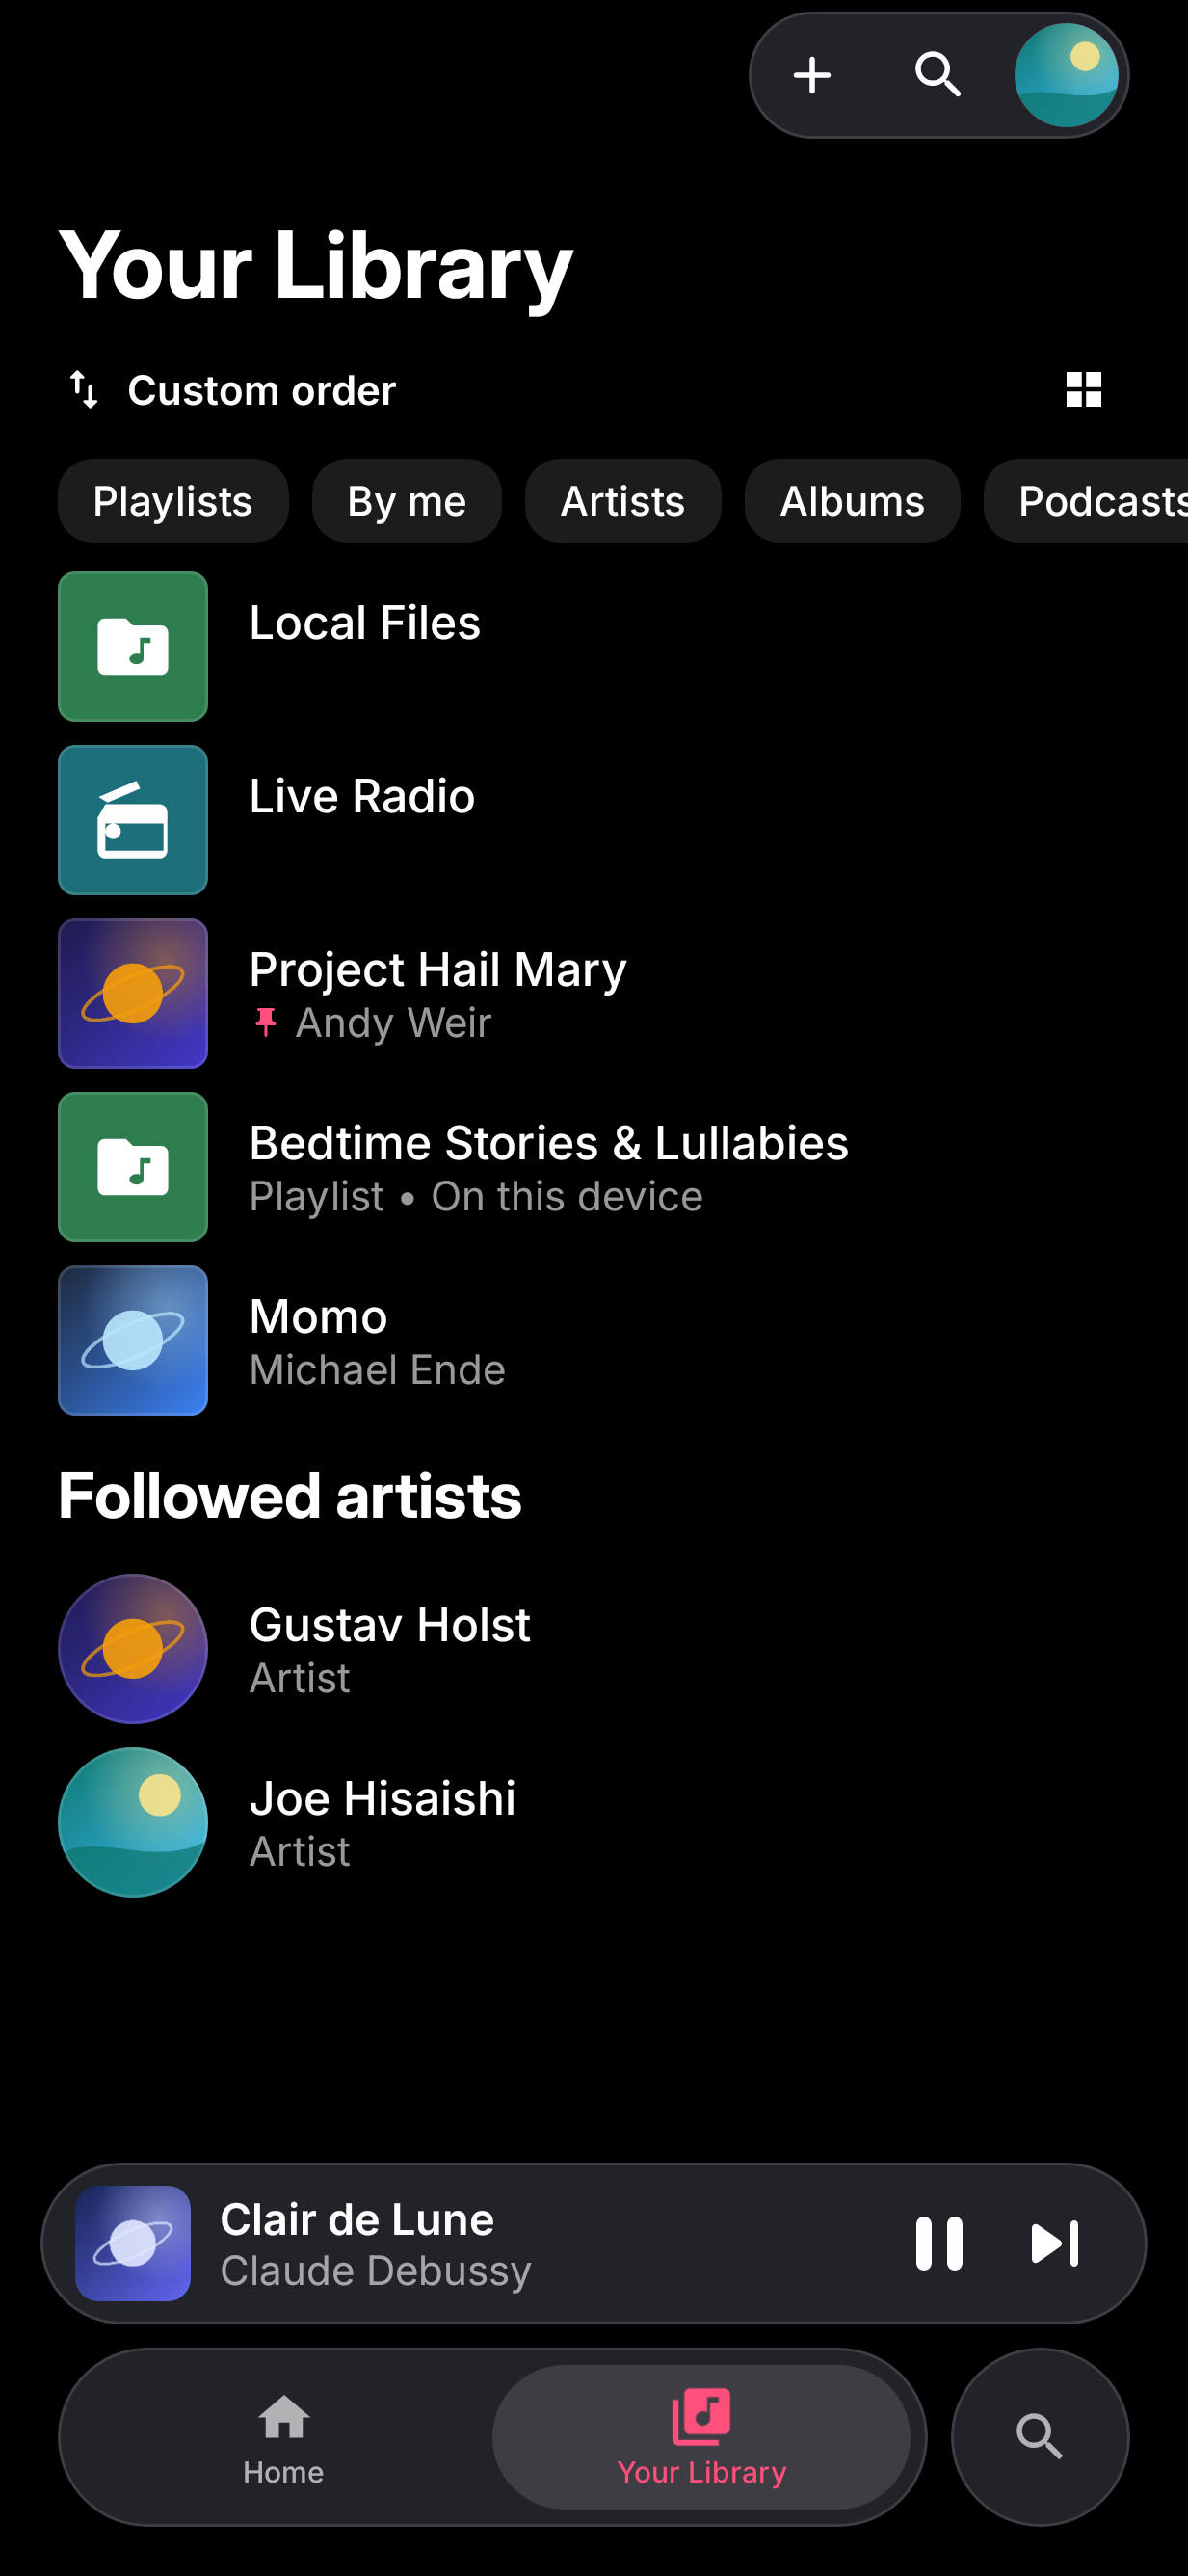 Your Library
Custom order
Playlists
By me
Artists
Albums
Podcasts
Local Files
Live Radio
Project Hail Mary
Andy Weir
Bedtime Stories & Lullabies
Playlist • On this device
Momo
Michael Ende
Followed artists
Gustav Holst
Artist
Joe Hisaishi
Artist
Clair de Lune
Claude Debussy
Home
Your Library